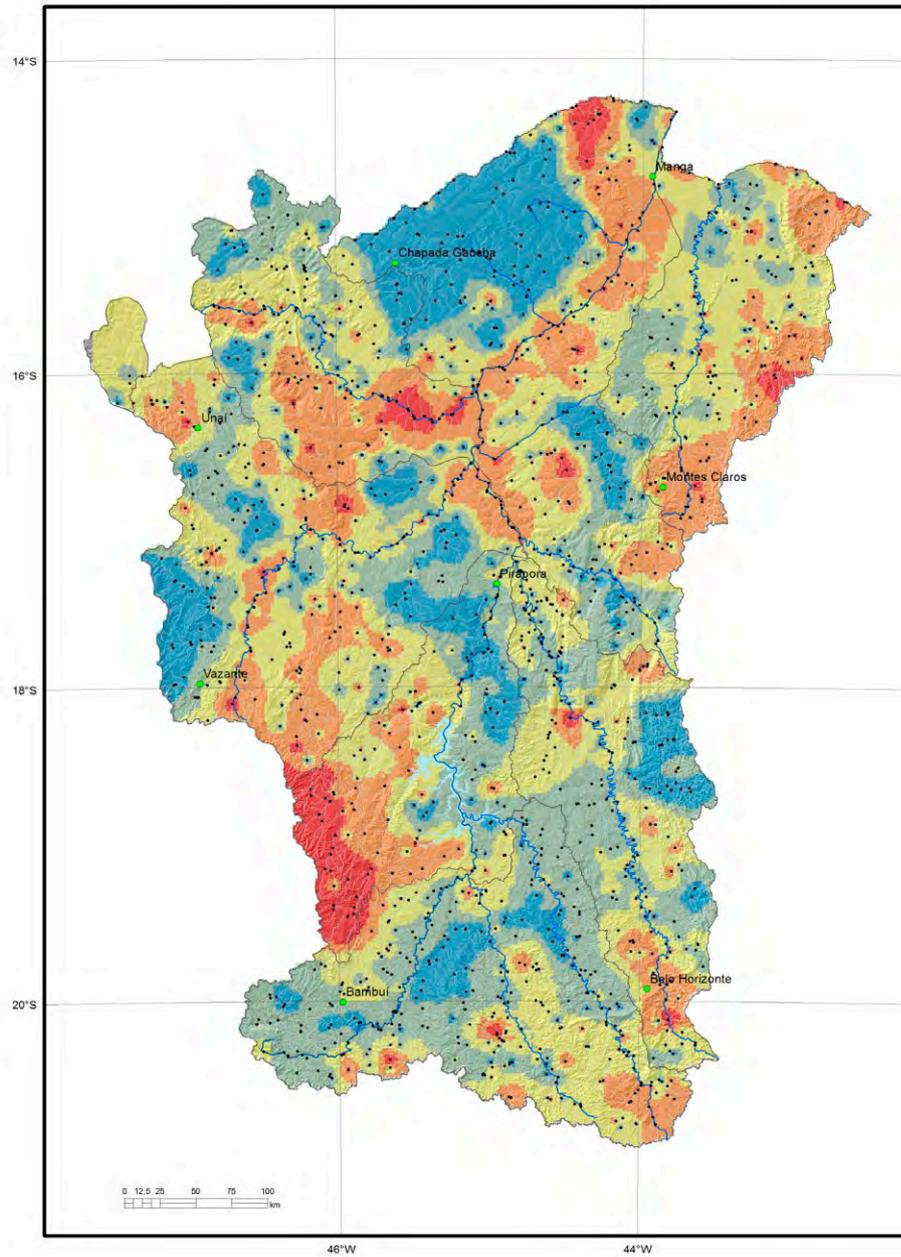 14°S
Manga
Chapada Gaúcha
16°S
Unaí
Montes Claros
Pirapora
Vazante
18°S
Belo Horizonte
Bambuí
20°S
0 12,5 25 50 75 100
km
46°W 44°W